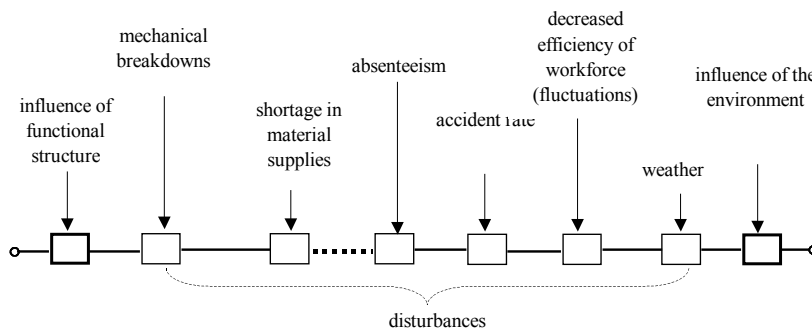 influence of
functional
structure
mechanical
breakdowns
shortage in
material
supplies
absenteeism
accident rate
decreased
efficiency of
workforce
(fluctuations)
weather
influence of the
environment
disturbances